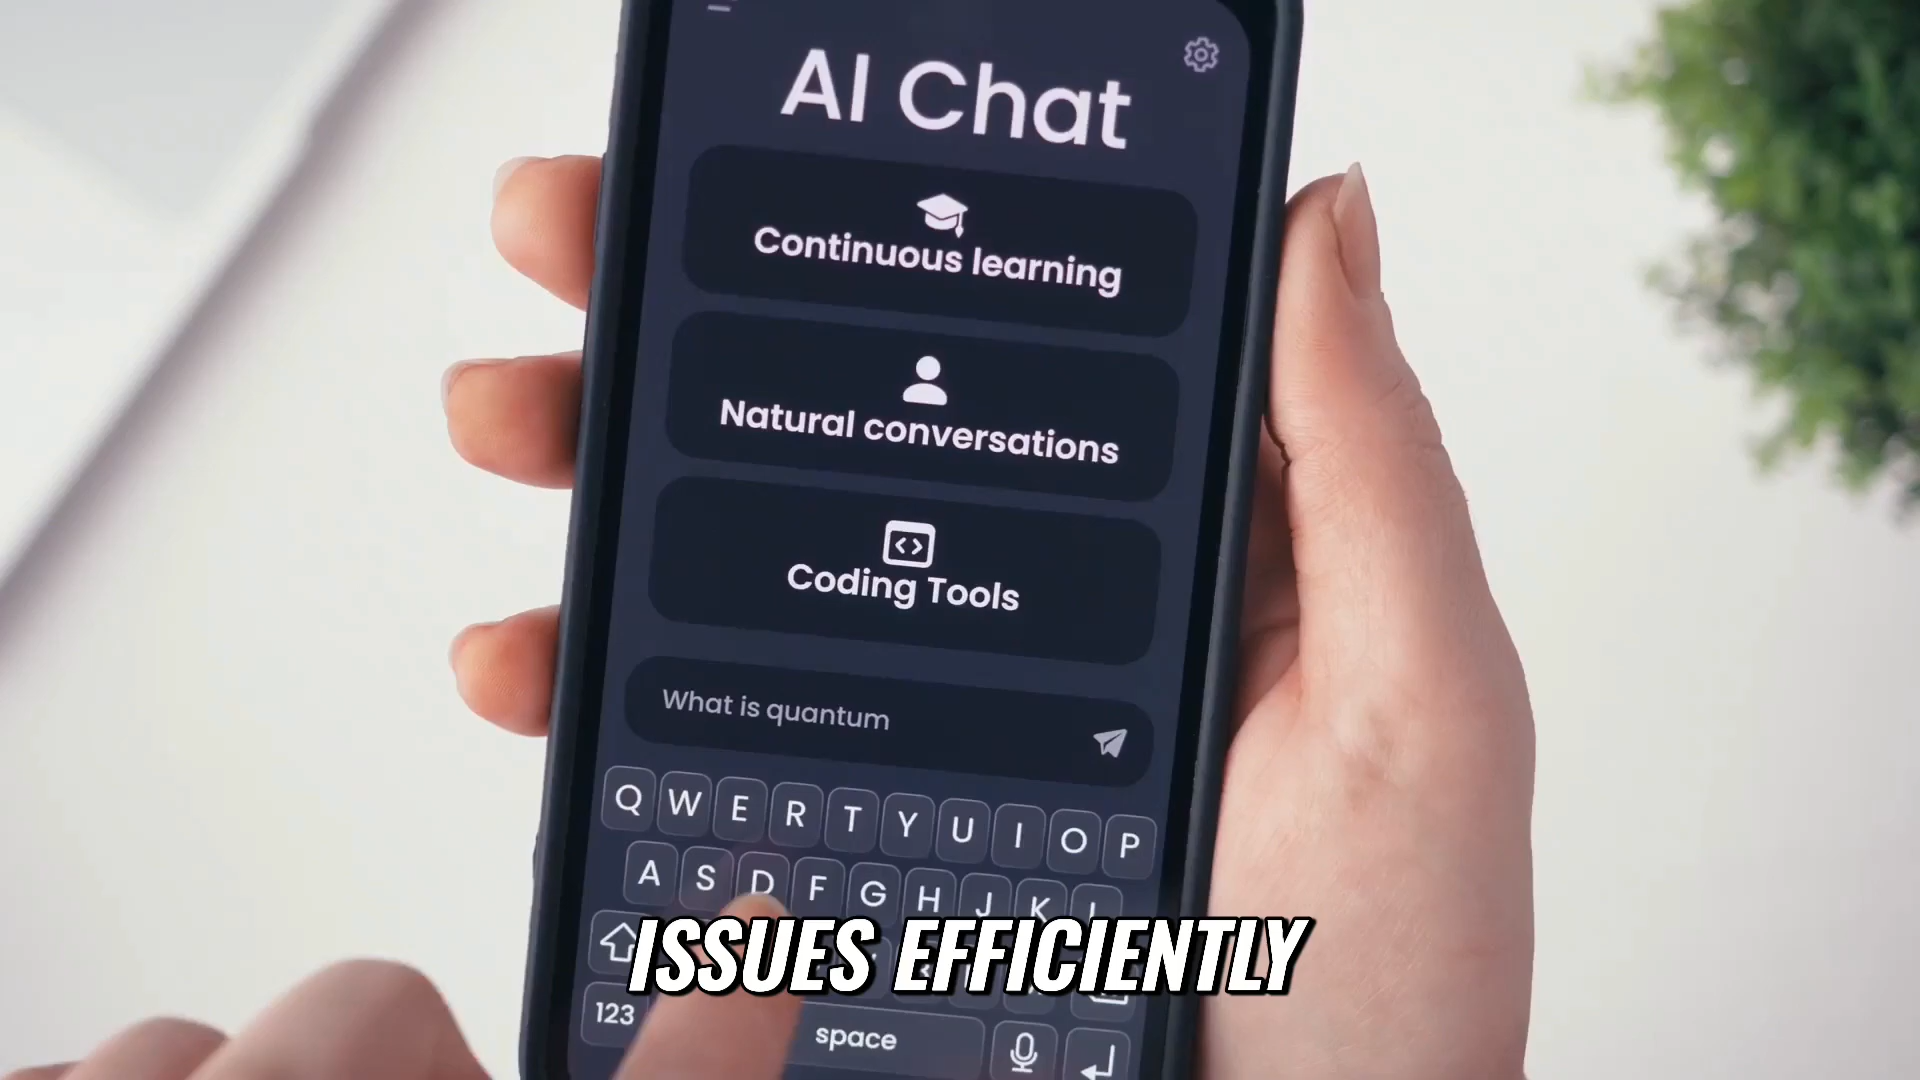 AI Chat
Continuous learning
Natural conversations
Coding Tools
What is quantum
Q W E R T Y U I O P
A S D F G H J K L
ISSUES EFFICIENTLY
123 space